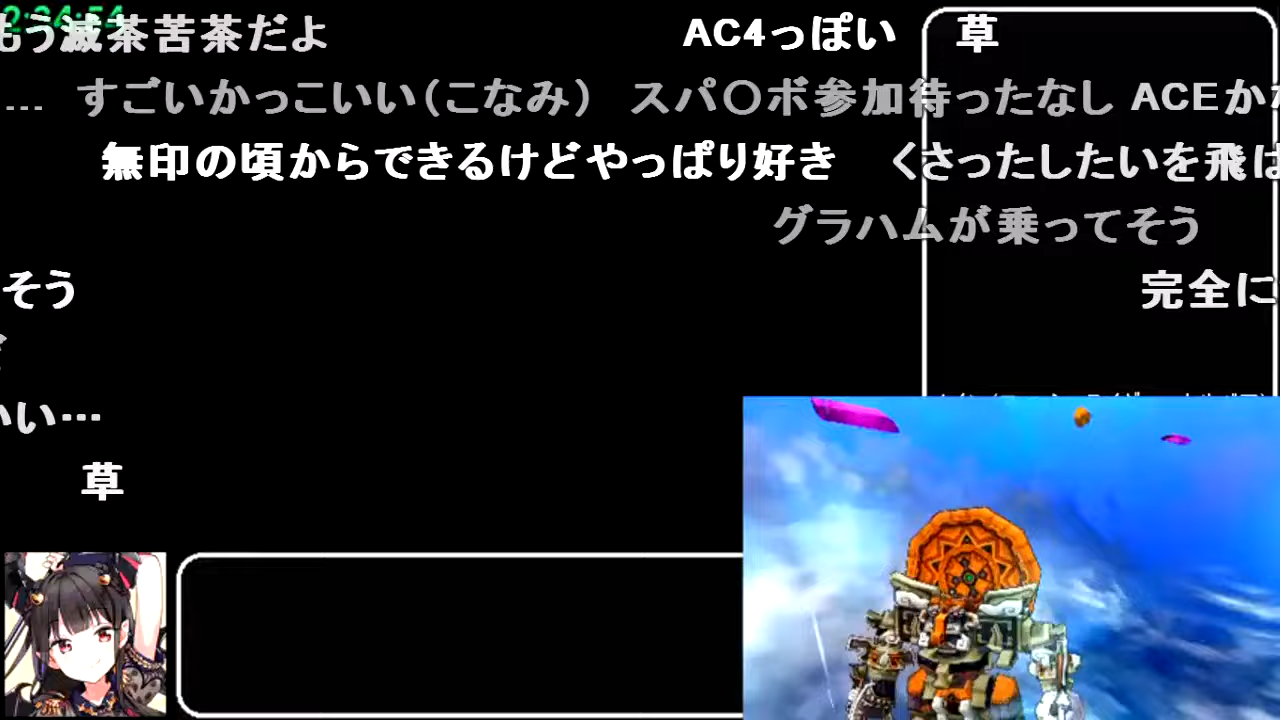 2:24:54
もう滅茶苦茶だよ
AC4っぽい
草
… すごいかっこいい(こなみ)
スパ〇ボ参加待ったなし
ACEか
無印の頃からできるけどやっぱり好き
くさったしたいを飛ば
グラハムが乗ってそう
そう
完全に
いい…
草